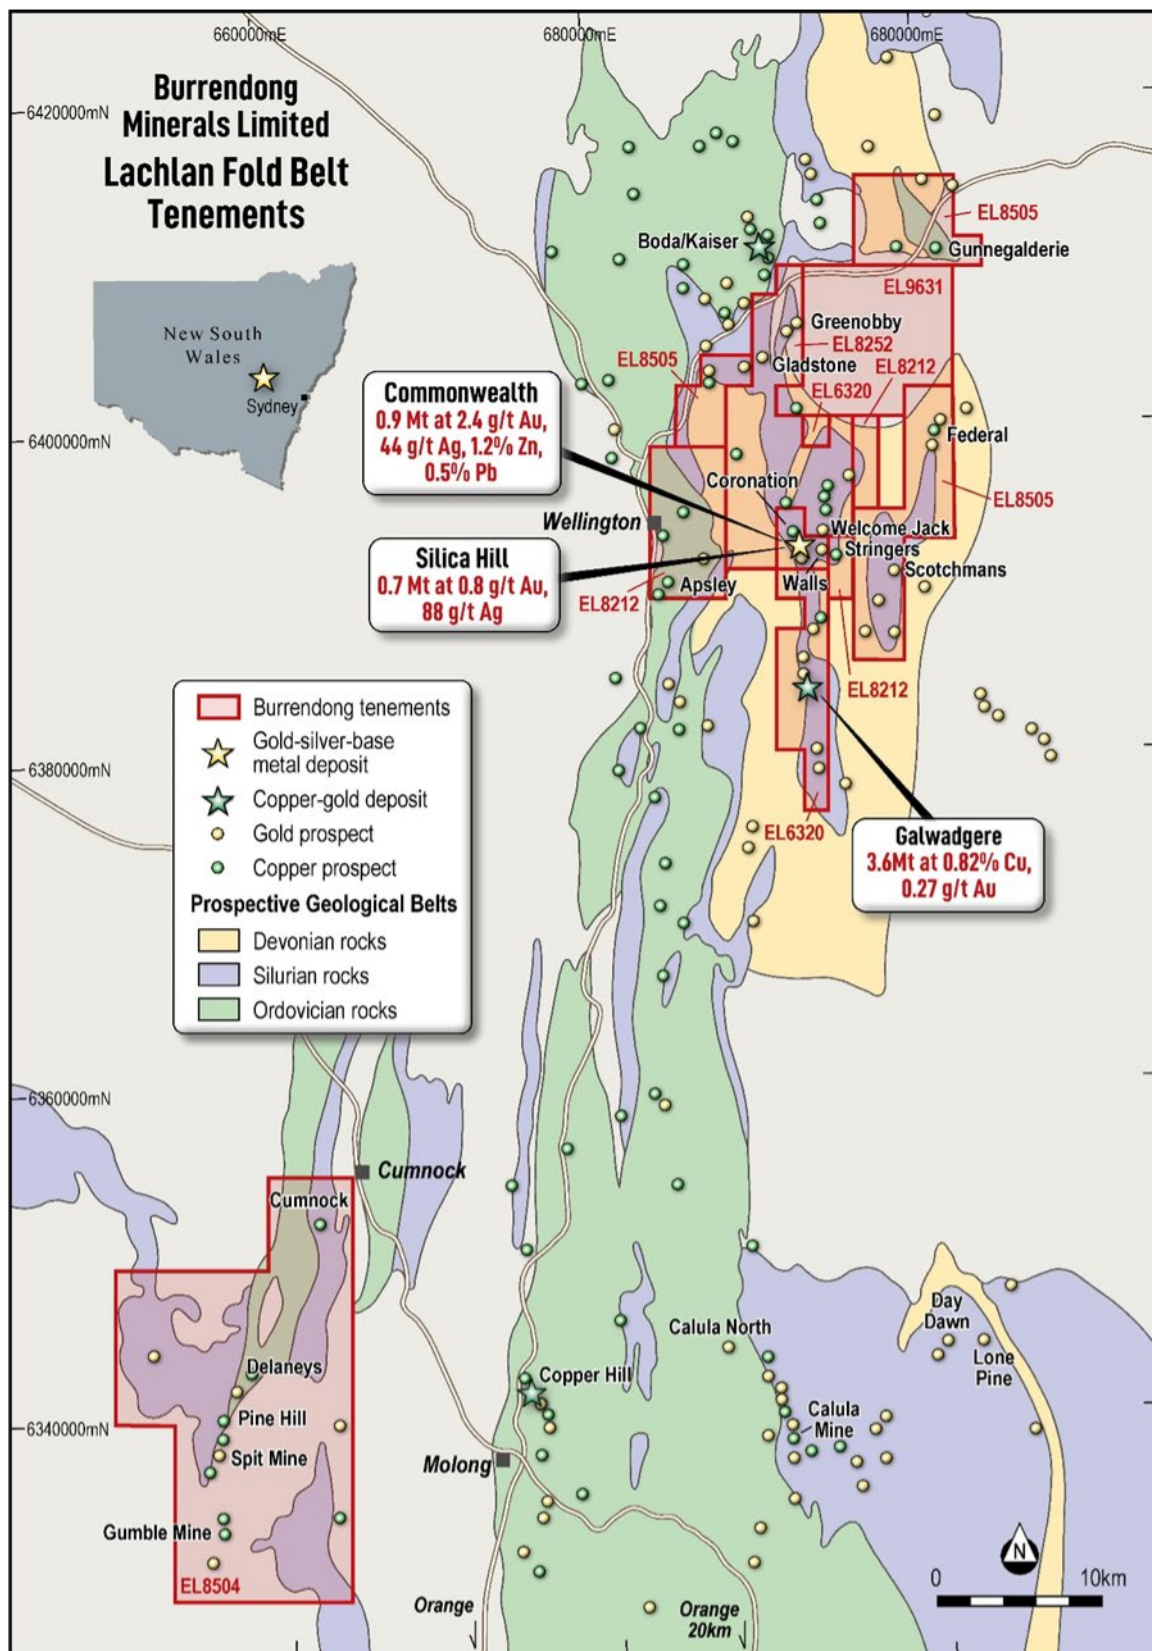 660000mE
680000mE
680000mE
Burrendong
Minerals Limited
Lachlan Fold Belt
Tenements
6420000mN
New South
Wales
Sydney
Boda/Kaiser
EL8505
Gunnegalderie
EL9631
Greenobby
EL8252
EL8505
Gladstone
EL8212
EL6320
Commonwealth
0.9 Mt at 2.4 g/t Au,
44 g/t Ag, 1.2% Zn,
0.5% Pb
6400000mN
Federal
Coronation
EL8505
Wellington
Welcome Jack
Stringers
Silica Hill
0.7 Mt at 0.8 g/t Au,
88 g/t Ag
Scotchmans
Walls
Apsley
EL8212
EL8212
Burrendong tenements
Gold-silver-base
metal deposit
Copper-gold deposit
Gold prospect
Copper prospect
Prospective Geological Belts
Devonian rocks
Silurian rocks
Ordovician rocks
6380000mN
EL6320
Galwadgere
3.6Mt at 0.82% Cu,
0.27 g/t Au
6360000mN
Cumnock
Cumnock
Day
Dawn
Calula North
Lone
Pine
Delaneys
Copper Hill
Pine Hill
Calula
Mine
6340000mN
Spit Mine
Molong
Gumble Mine
EL8504
N
0
10km
Orange
Orange
20km